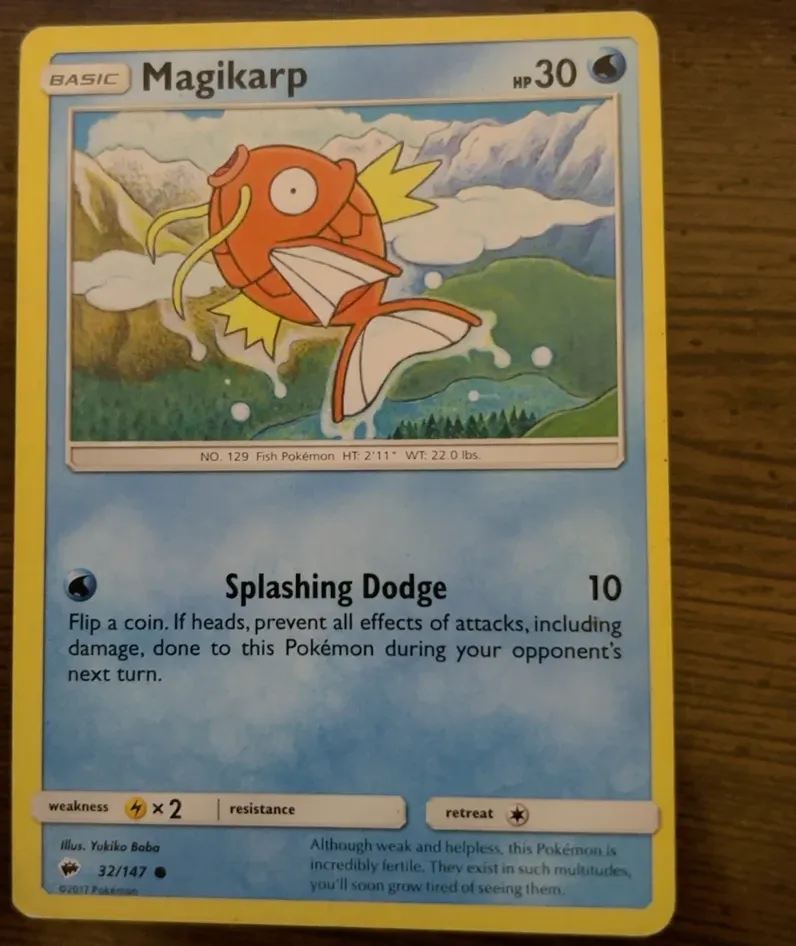 BASIC Magikarp HP 30
NO. 129 Fish Pokémon HT: 2'11" WT: 22.0 lbs.
Splashing Dodge 10
Flip a coin. If heads, prevent all effects of attacks, including
damage, done to this Pokémon during your opponent's
next turn.
weakness ×2 resistance retreat
Illus. Yukiko Baba
32/147
©2017 Pokémon
Although weak and helpless, this Pokémon is
incredibly fertile. They exist in such multitudes,
you'll soon grow tired of seeing them.